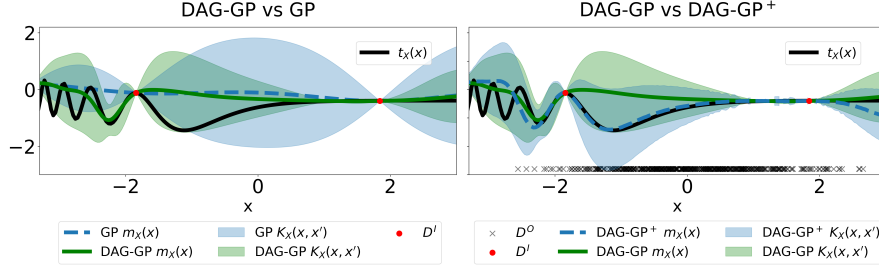 DAG-GP vs GP
DAG-GP vs DAG-GP⁺
t_X(x)
t_X(x)
0
−2
−2 0 2
−2 0 2
x
x
GP m_X(x)
DAG-GP m_X(x)
GP K_X(x, x′)
DAG-GP K_X(x, x′)
D^I
D^O
D^I
DAG-GP⁺ m_X(x)
DAG-GP m_X(x)
DAG-GP⁺ K_X(x, x′)
DAG-GP K_X(x, x′)